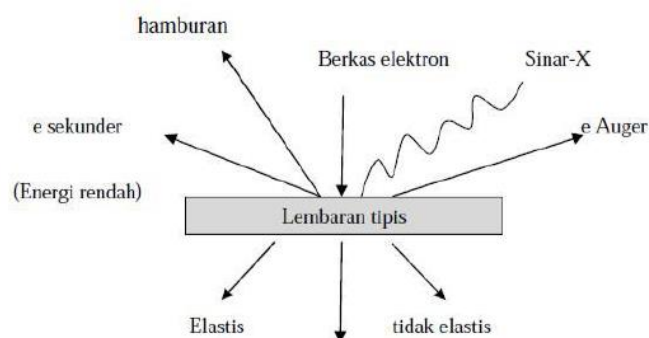 hamburan
Berkas elektron
Sinar-X
e sekunder
e Auger
(Energi rendah)
Lembaran tipis
Elastis
tidak elastis